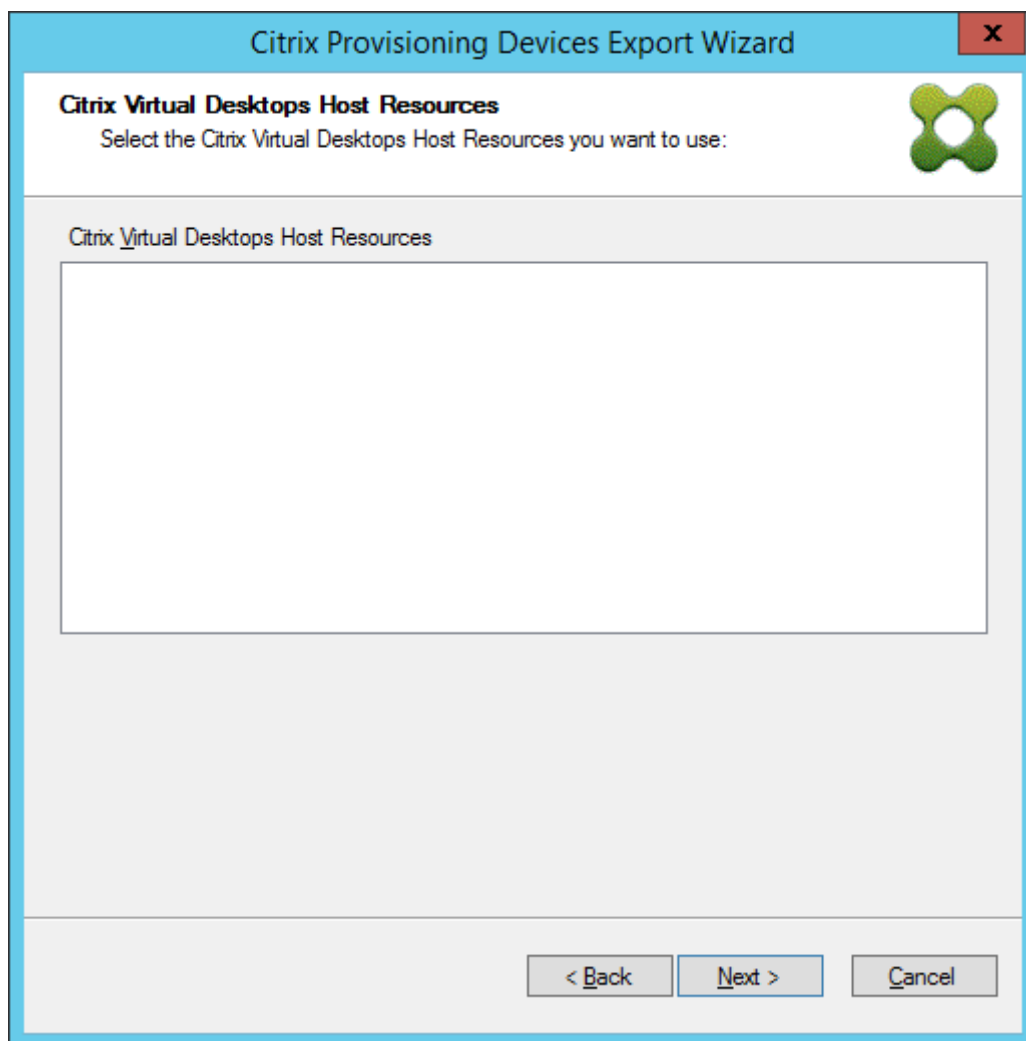 Citrix Provisioning Devices Export Wizard
x
Citrix Virtual Desktops Host Resources
Select the Citrix Virtual Desktops Host Resources you want to use:
Citrix Virtual Desktops Host Resources
< Back Next > Cancel